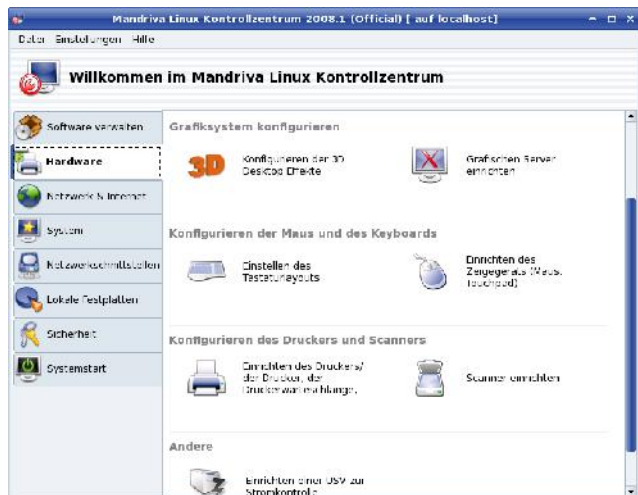 Mandriva Linux Kontrollzentrum 2008.1 (Official) [ auf localhost]
Datei Einstellungen Hilfe
Willkommen im Mandriva Linux Kontrollzentrum
Software verwalten
Hardware
Netzwerk & Internet
System
Netzwerkschnittstellen
Lokale Festplatten
Sicherheit
Systemstart
Grafiksystem konfigurieren
3D
Konfigurieren der 3D
Desktop Effekte
Grafischen Server
einrichten
Konfigurieren der Maus und des Keyboards
Einstellen des
Tastaturlayouts
Einrichten des
Zeigegeräts (Maus,
Touchpad)
Konfigurieren des Druckers und Scanners
Einrichten des Druckers/
der Drucker, der
Druckerwarteschlange,
Scanner einrichten
Andere
Einrichten einer USV zur
Stromkontrolle